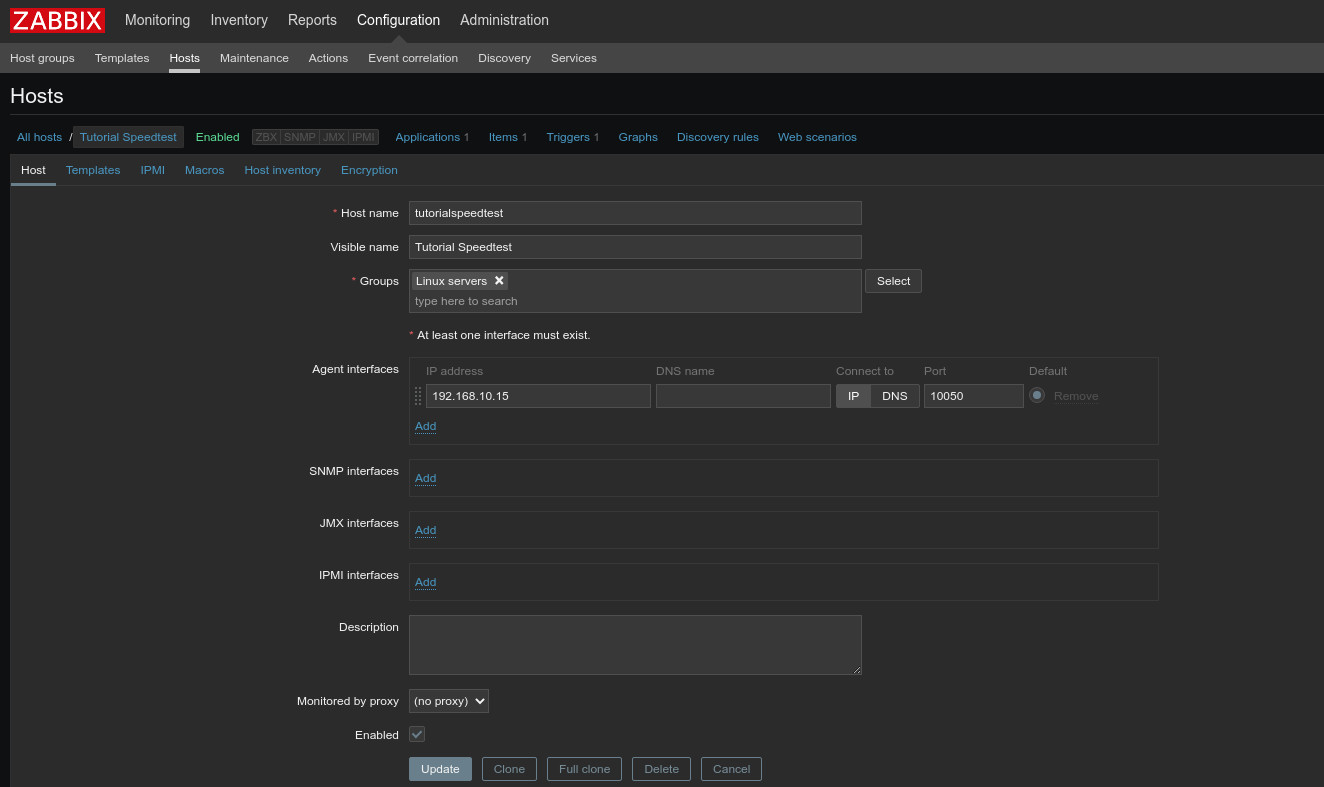 ZABBIX Monitoring Inventory Reports Configuration Administration
Host groups Templates Hosts Maintenance Actions Event correlation Discovery Services
Hosts
All hosts / Tutorial Speedtest Enabled ZBX SNMP JMX IPMI Applications 1 Items 1 Triggers 1 Graphs Discovery rules Web scenarios
Host Templates IPMI Macros Host inventory Encryption
* Host name tutorialspeedtest
Visible name Tutorial Speedtest
* Groups Linux servers Select
type here to search
* At least one interface must exist.
Agent interfaces IP address DNS name Connect to Port Default
192.168.10.15 IP DNS 10050 Remove
Add
SNMP interfaces Add
JMX interfaces Add
IPMI interfaces Add
Description
Monitored by proxy (no proxy)
Enabled
Update Clone Full clone Delete Cancel